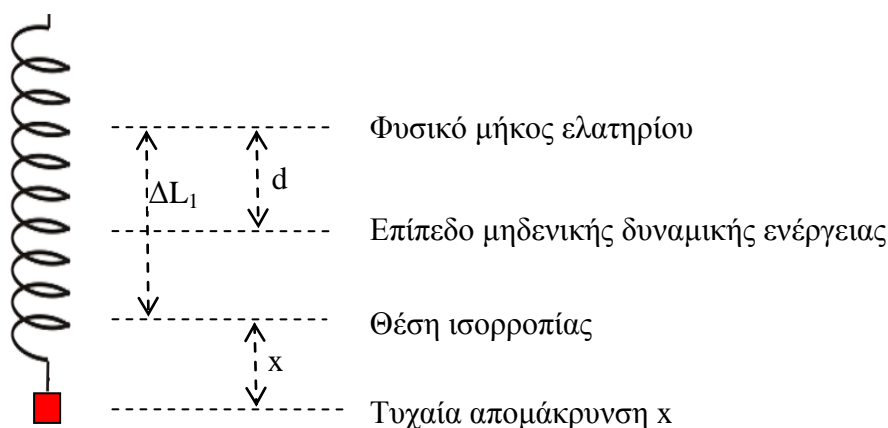 Φυσικό μήκος ελατηρίου
d
ΔL₁
Επίπεδο μηδενικής δυναμικής ενέργειας
Θέση ισορροπίας
x
Τυχαία απομάκρυνση x